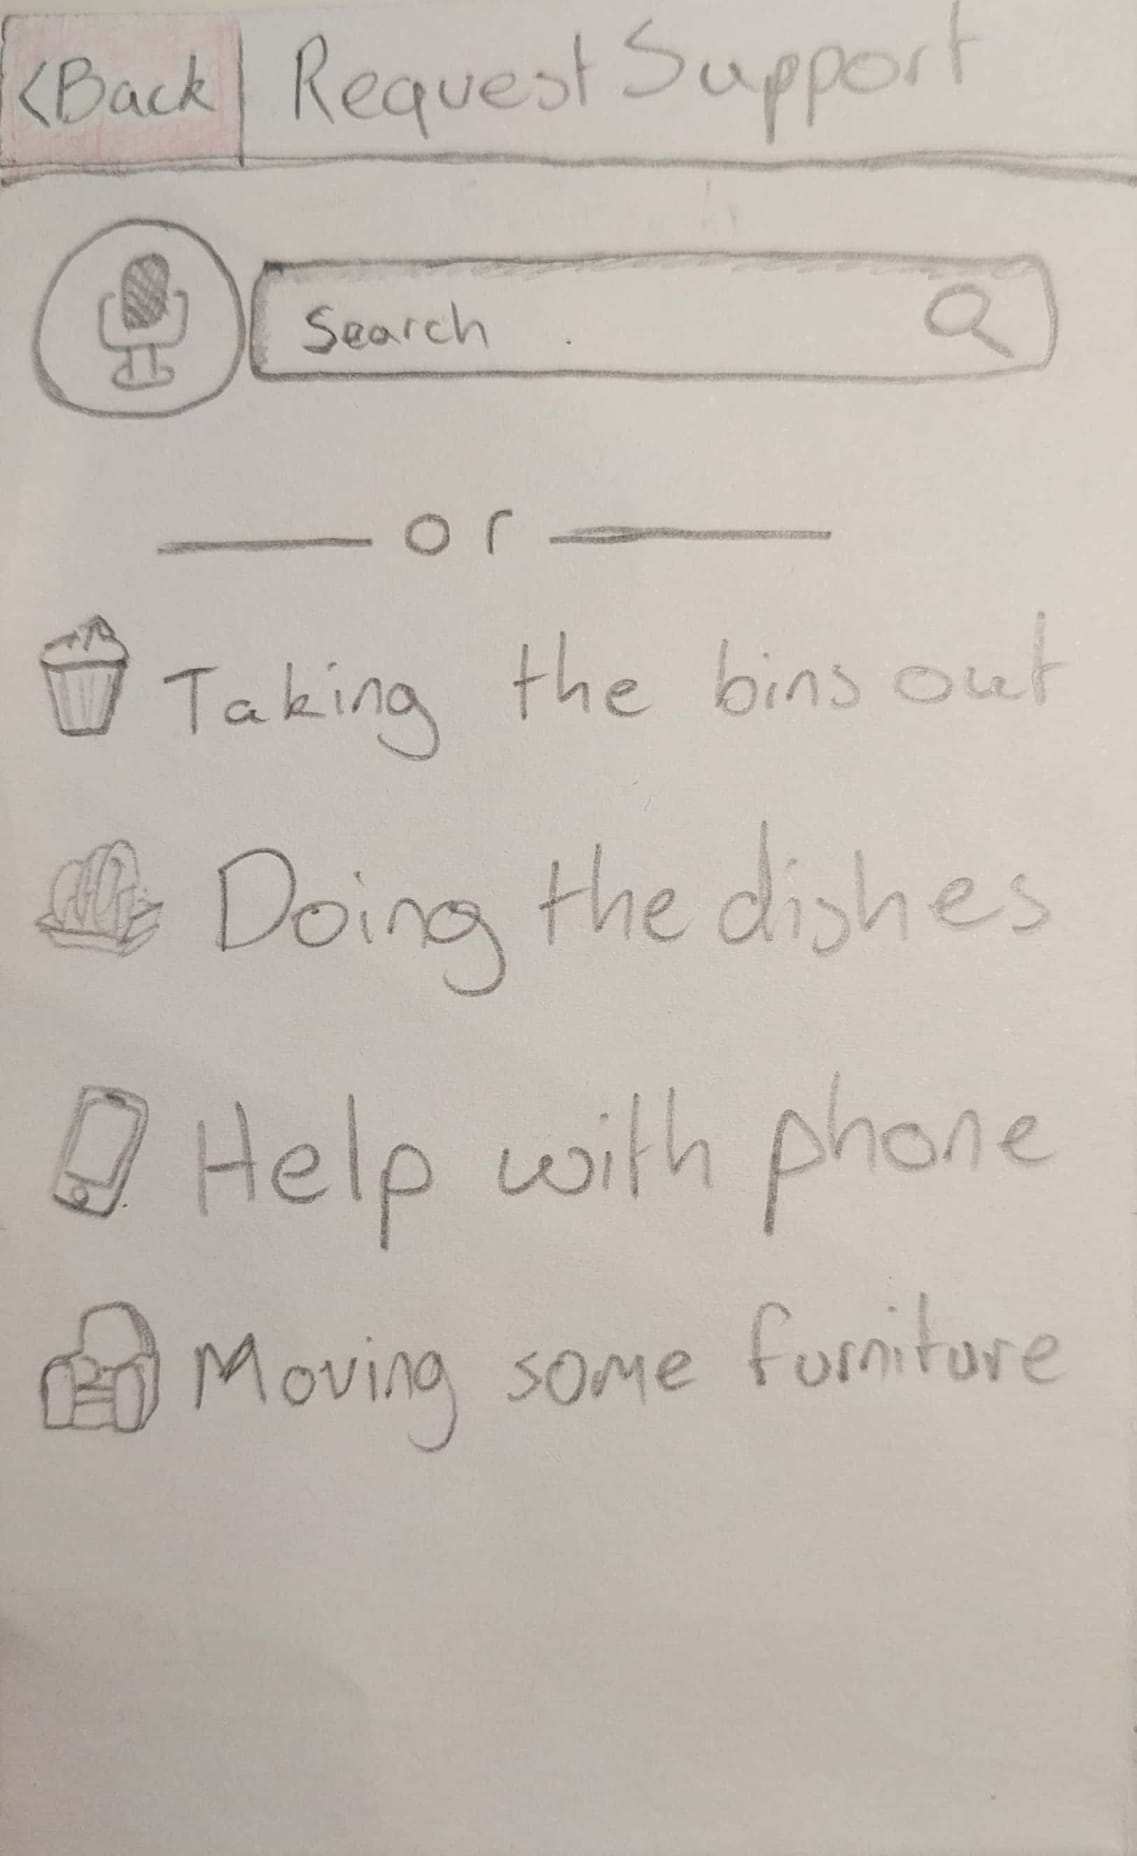 <Back Request Support
Search
or
Taking the bins out
Doing the dishes
Help with phone
Moving some furniture